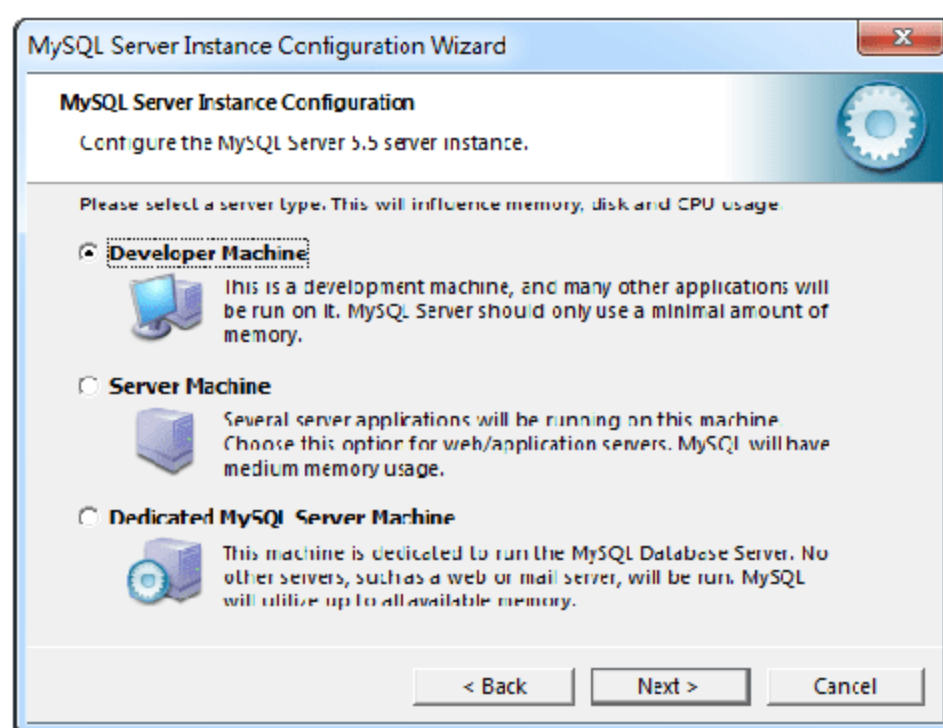 MySQL Server Instance Configuration Wizard
MySQL Server Instance Configuration
Configure the MySQL Server 5.5 server instance.
Please select a server type. This will influence memory, disk and CPU usage.
Developer Machine
This is a development machine, and many other applications will
be run on it. MySQL Server should only use a minimal amount of
memory.
Server Machine
Several server applications will be running on this machine.
Choose this option for web/application servers. MySQL will have
medium memory usage.
Dedicated MySQL Server Machine
This machine is dedicated to run the MySQL Database Server. No
other servers, such as a web or mail server, will be run. MySQL
will utilize up to all available memory.
< Back Next > Cancel